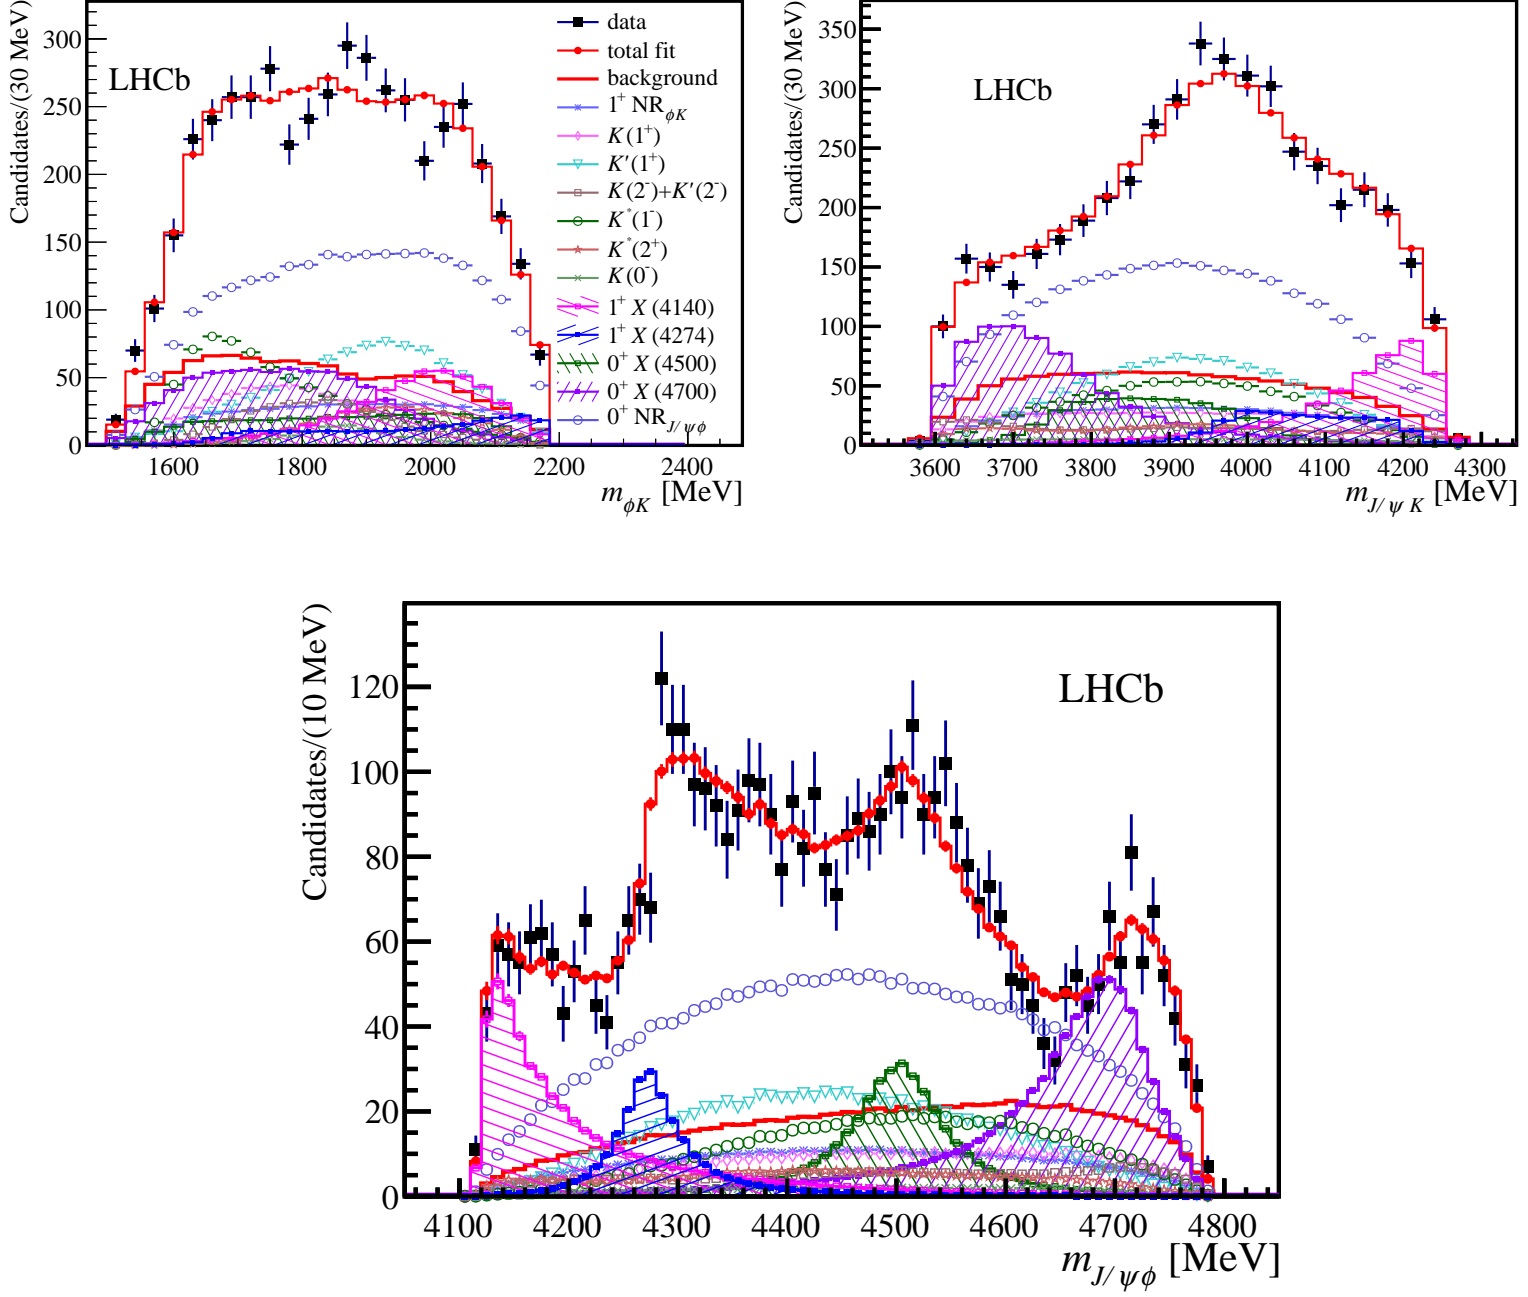 Candidates/(30 MeV)
300
250
200
150
100
50
0
LHCb
data
total fit
background
1⁺ NR_ϕK
K(1⁺)
K′(1⁺)
K(2⁻)+K′(2⁻)
K*(1⁻)
K*(2⁺)
K(0⁻)
1⁺ X(4140)
1⁺ X(4274)
0⁺ X(4500)
0⁺ X(4700)
0⁺ NR_J/ψϕ
1600 1800 2000 2200 2400
m_ϕK [MeV]
Candidates/(30 MeV)
350
300
250
200
150
100
50
0
LHCb
3600 3700 3800 3900 4000 4100 4200 4300
m_J/ψK [MeV]
Candidates/(10 MeV)
120
100
80
60
40
20
0
LHCb
4100 4200 4300 4400 4500 4600 4700 4800
m_J/ψϕ [MeV]